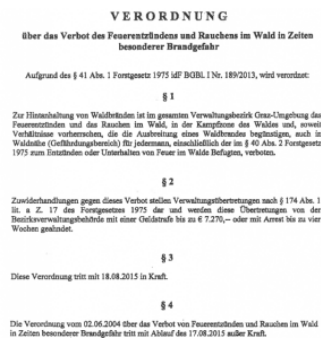 VERORDNUNG
über das Verbot des Feuerentzündens und Rauchens im Wald in Zeiten
besonderer Brandgefahr
Aufgrund des § 41 Abs. 1 Forstgesetz 1975 idF BGBL I Nr. 189/2013, wird verordnet:
§ 1
Zur Hintanhaltung von Waldbränden ist im gesamten Verwaltungsbezirk Graz-Umgebung das
Feuerentzünden und das Rauchen im Wald, in der Kampfzone des Waldes und, soweit
Verhältnisse vorherrschen, die die Ausbreitung eines Waldbrandes begünstigen, auch in
Waldnähe (Gefährdungsbereich) für jedermann, einschließlich der im § 40 Abs. 2 Forstgesetz
1975 zum Entzünden oder Unterhalten von Feuer im Walde Befugten, verboten.
§ 2
Zuwiderhandlungen gegen dieses Verbot stellen Verwaltungsübertretungen nach § 174 Abs. 1
lit. a Z. 17 des Forstgesetzes 1975 dar und werden diese Übertretungen von der
Bezirksverwaltungsbehörde mit einer Geldstrafe bis zu € 7.270,– oder mit Arrest bis zu vier
Wochen geahndet.
§ 3
Diese Verordnung tritt mit 18.08.2015 in Kraft.
§ 4
Die Verordnung vom 02.06.2004 über das Verbot von Feuerentzünden und Rauchen im Wald
in Zeiten besonderer Brandgefahr tritt mit Ablauf des 17.08.2015 außer Kraft.